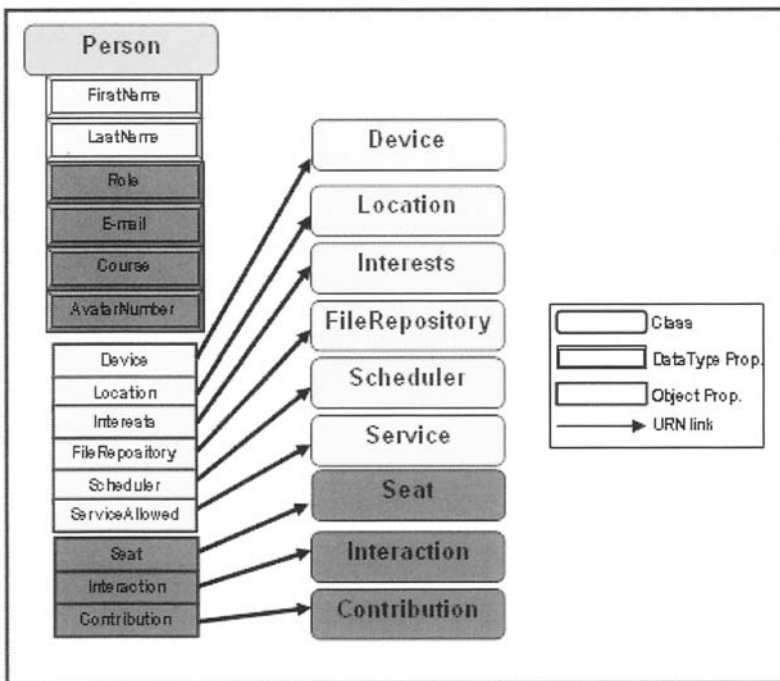 Person
FirstName
LastName
Role
E-mail
Course
AvatarNumber
Device
Location
Interests
FileRepository
Scheduler
ServiceAllowed
Seat
Interaction
Contribution
Device
Location
Interests
FileRepository
Scheduler
Service
Seat
Interaction
Contribution
Class
DataType Prop.
Object Prop.
URN link